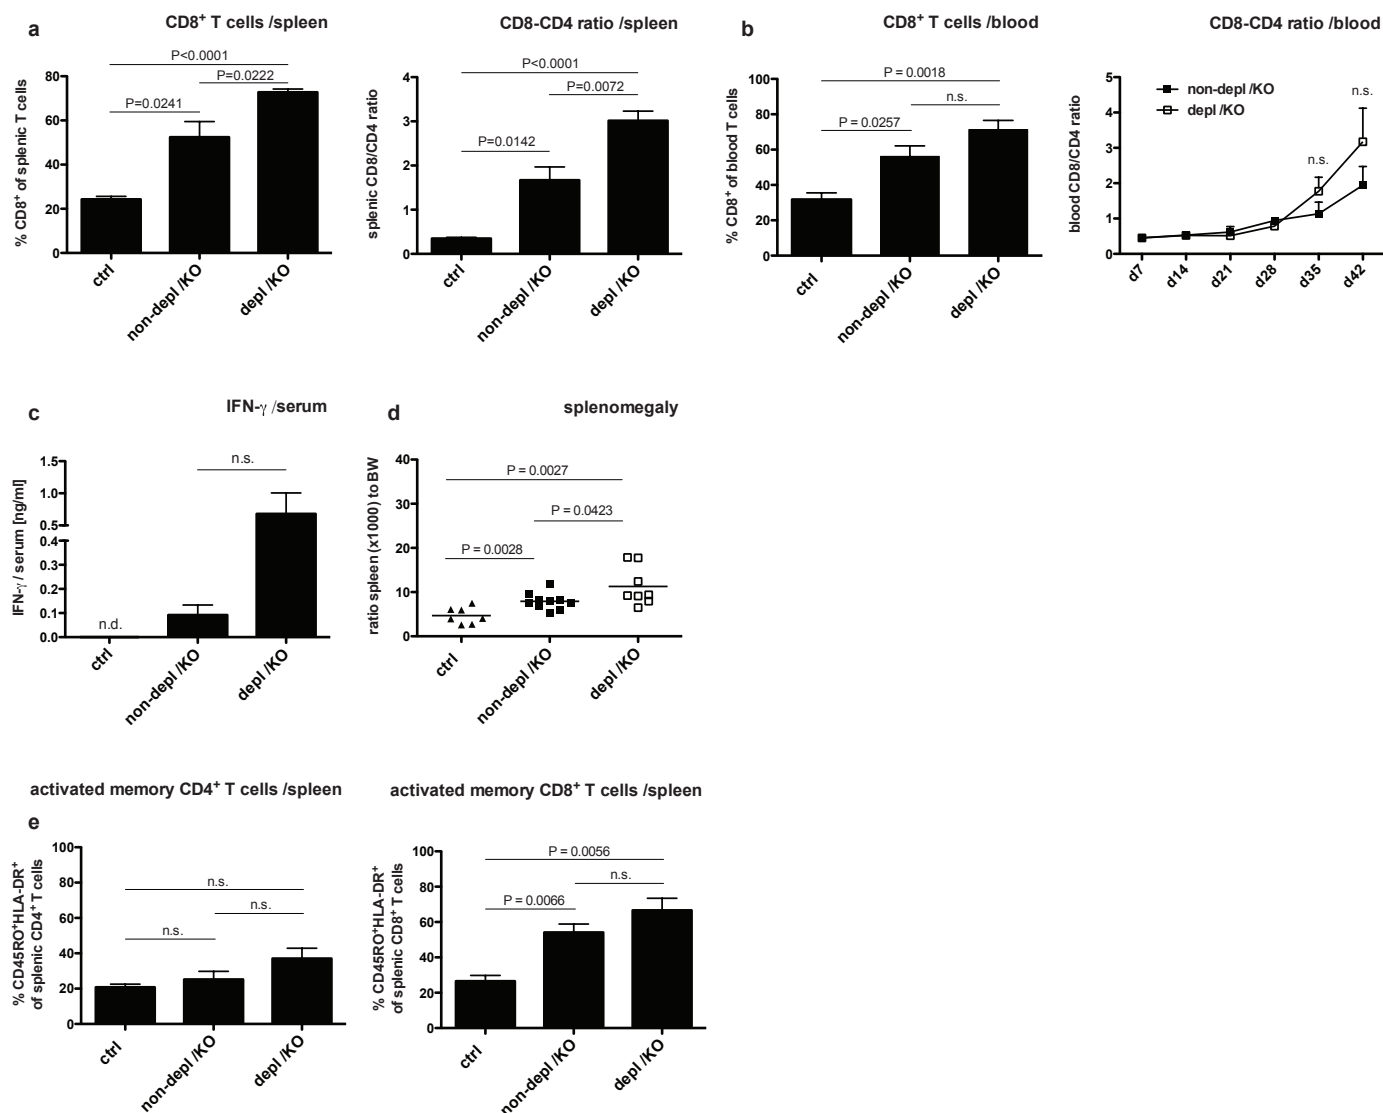 a
CD8⁺ T cells /spleen
% CD8⁺ of splenic T cells
80
60
40
20
0
P<0.0001
P=0.0222
P=0.0241
ctrl
non-depl /KO
depl /KO
CD8-CD4 ratio /spleen
splenic CD8/CD4 ratio
4
3
2
1
0
P<0.0001
P=0.0072
P=0.0142
ctrl
non-depl /KO
depl /KO
b
CD8⁺ T cells /blood
% CD8⁺ of blood T cells
100
80
60
40
20
0
P = 0.0018
n.s.
P = 0.0257
ctrl
non-depl /KO
depl /KO
CD8-CD4 ratio /blood
blood CD8/CD4 ratio
5
4
3
2
1
0
non-depl /KO
depl /KO
n.s.
n.s.
d7
d14
d21
d28
d35
d42
c
IFN-γ /serum
IFN-γ / serum [ng/ml]
1.5
1.0
0.5
0.4
0.3
0.2
0.1
0.0
n.s.
n.d.
ctrl
non-depl /KO
depl /KO
d
splenomegaly
ratio spleen (x1000) to BW
40
30
20
10
0
P = 0.0027
P = 0.0423
P = 0.0028
ctrl
non-depl /KO
depl /KO
activated memory CD4⁺ T cells /spleen
e
% CD45RO⁺HLA-DR⁺
of splenic CD4⁺ T cells
100
80
60
40
20
0
n.s.
n.s.
n.s.
ctrl
non-depl /KO
depl /KO
activated memory CD8⁺ T cells /spleen
% CD45RO⁺HLA-DR⁺
of splenic CD8⁺ T cells
100
80
60
40
20
0
P = 0.0056
n.s.
P = 0.0066
ctrl
non-depl /KO
depl /KO